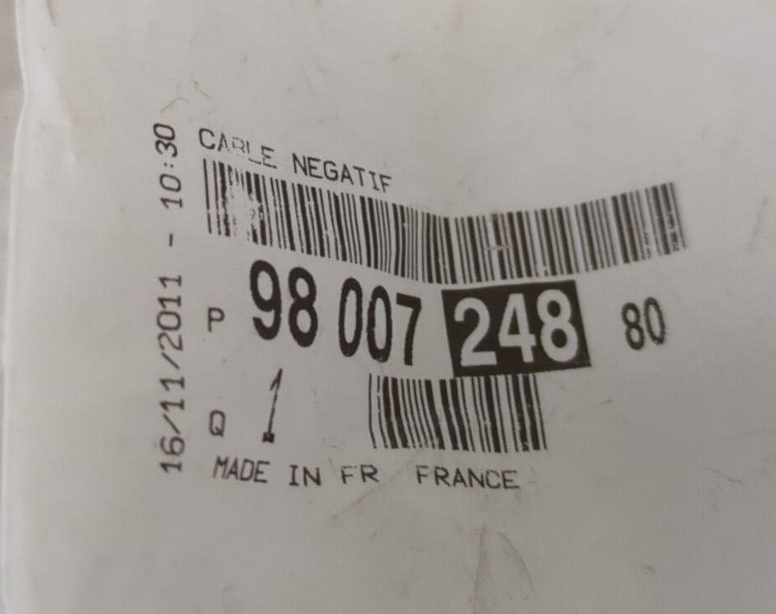 16/11/2011 - 10:30
CABLE NEGATIF
P 98 007 248 80
Q 1
MADE IN FR FRANCE